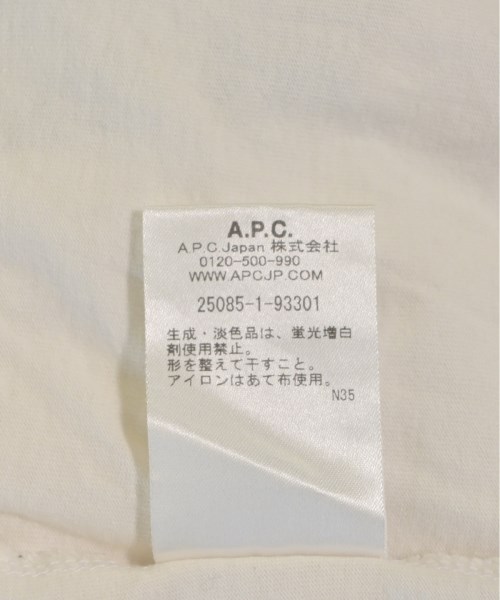 A.P.C.
A.P.C.Japan 株式会社
0120-500-990
WWW.APCJP.COM
25085-1-93301
生成・淡色品は、蛍光増白
剤使用禁止。
形を整えて干すこと。
アイロンはあて布使用。
N35